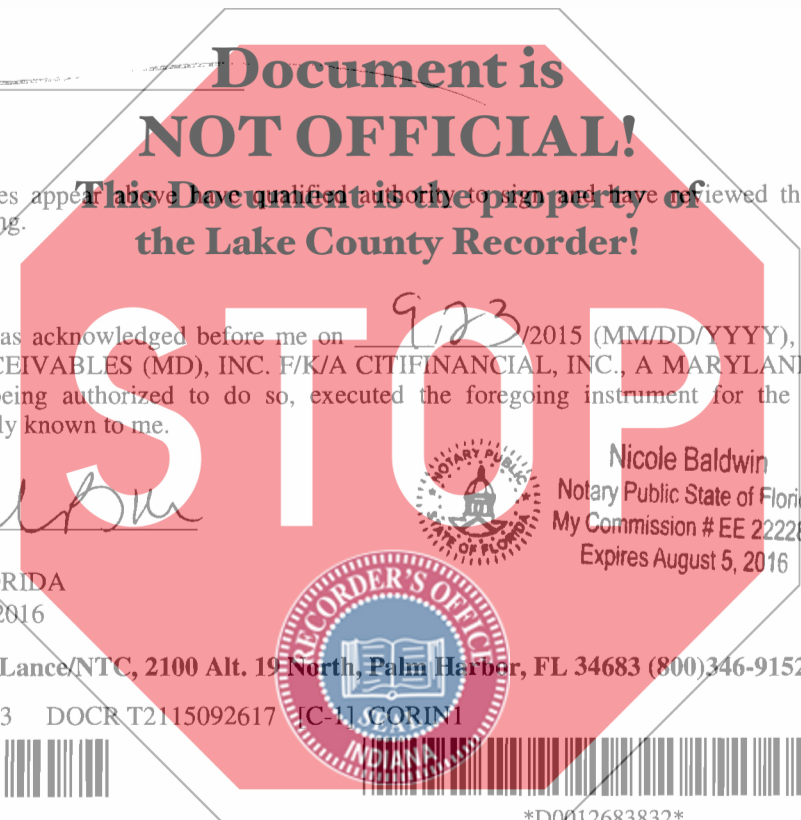 Document is
NOT OFFICIAL!
This Document is the property of
the Lake County Recorder!
es appear above have qualified authority to sign and have reviewed th
ng.
STOP
as acknowledged before me on 9/23/2015 (MM/DD/YYYY),
CEIVABLES (MD), INC. F/K/A CITIFINANCIAL, INC., A MARYLAND
being authorized to do so, executed the foregoing instrument for the
ly known to me.
NOTARY PUBLIC
STATE OF FLORIDA
Nicole Baldwin
Notary Public State of Flori
My Commission # EE 22228
Expires August 5, 2016
RIDA
2016
RECORDER'S OFFICE
SEAL
INDIANA
Lance/NTC, 2100 Alt. 19 North, Palm Harbor, FL 34683 (800)346-9152
3 DOCR T2115092617 [C-1] CORIN1
*D0012683832*